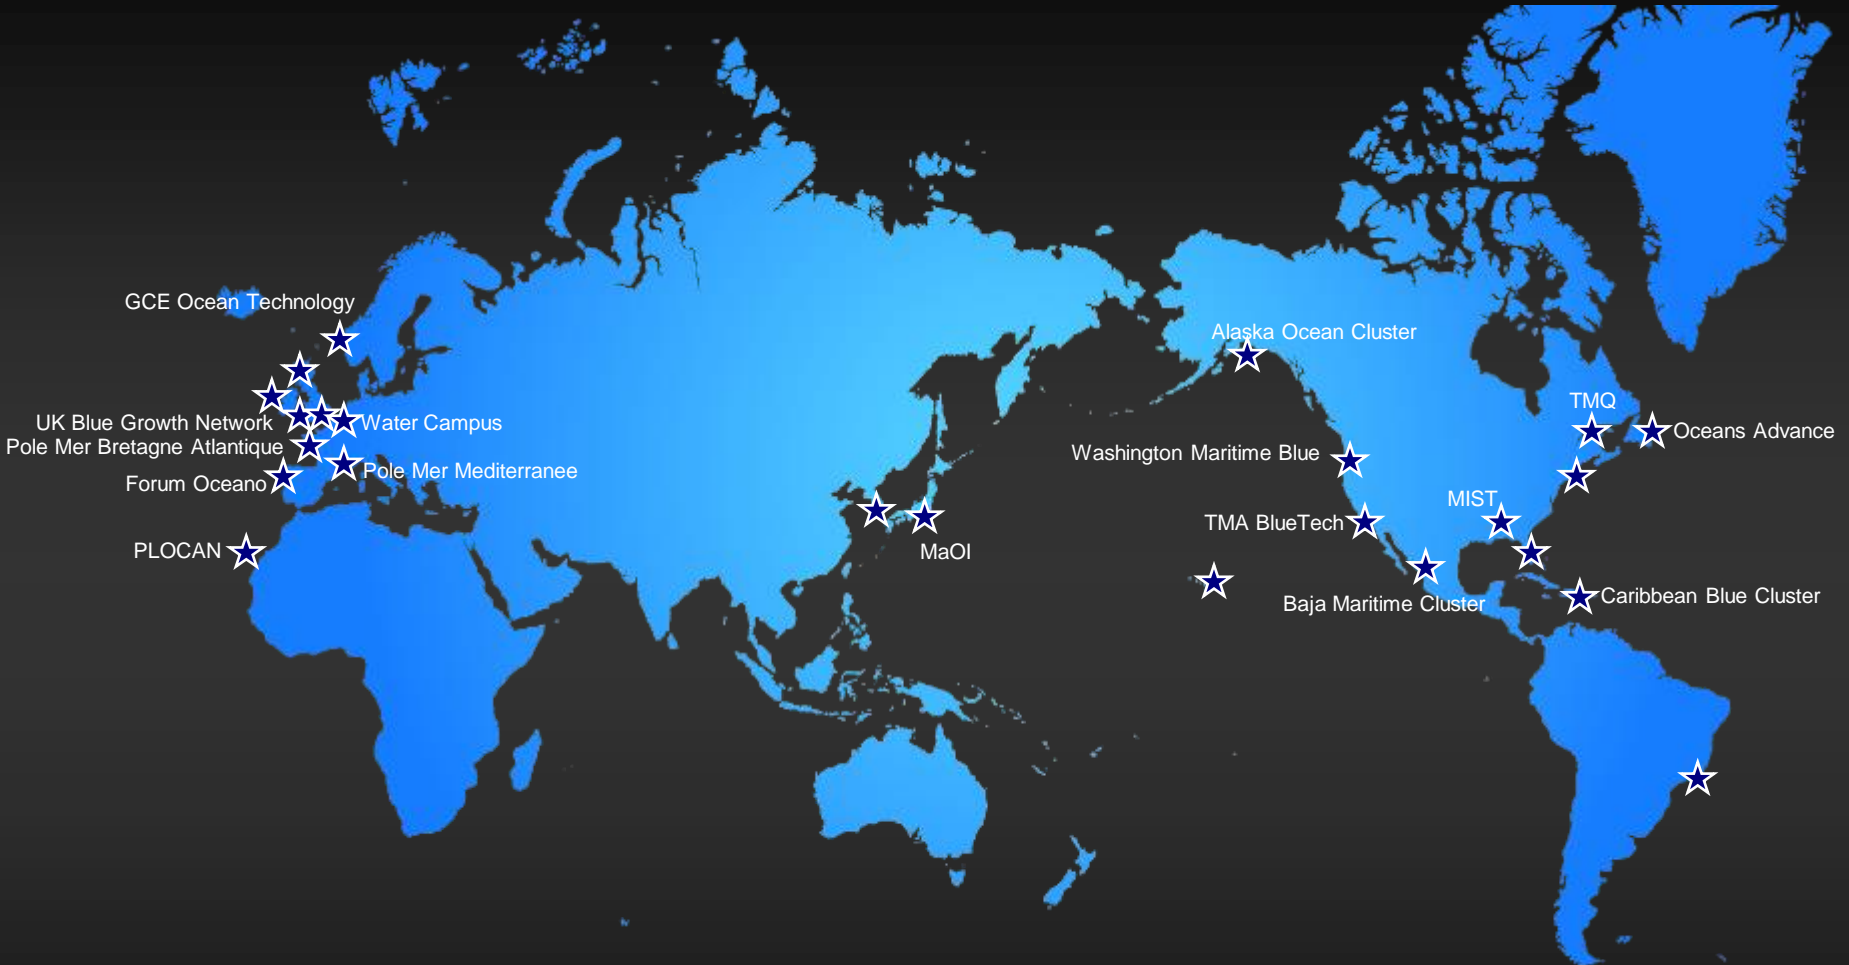 GCE Ocean Technology
Alaska Ocean Cluster
TMQ
UK Blue Growth Network
Water Campus
Oceans Advance
Pole Mer Bretagne Atlantique
Washington Maritime Blue
Pole Mer Mediterranee
Forum Oceano
MIST
TMA BlueTech
PLOCAN
MaOI
Baja Maritime Cluster
Caribbean Blue Cluster